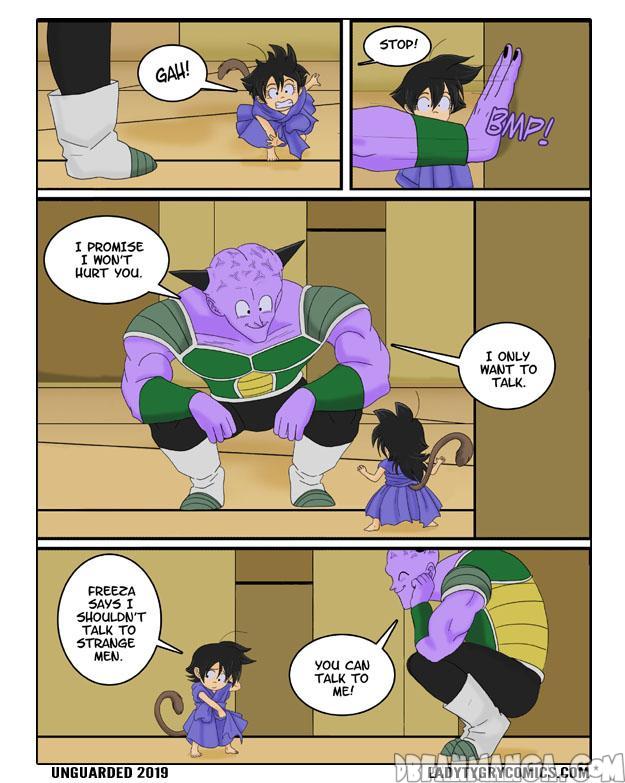 GAH!
STOP!
BMP!
I PROMISE
I WON'T
HURT YOU.
I ONLY
WANT TO
TALK.
FREEZA
SAYS I
SHOULDN'T
TALK TO
STRANGE
MEN.
YOU CAN
TALK TO
ME!
UNGUARDED 2019
LADYTYGRYCOMICS.COM
DBFANMANGA.COM